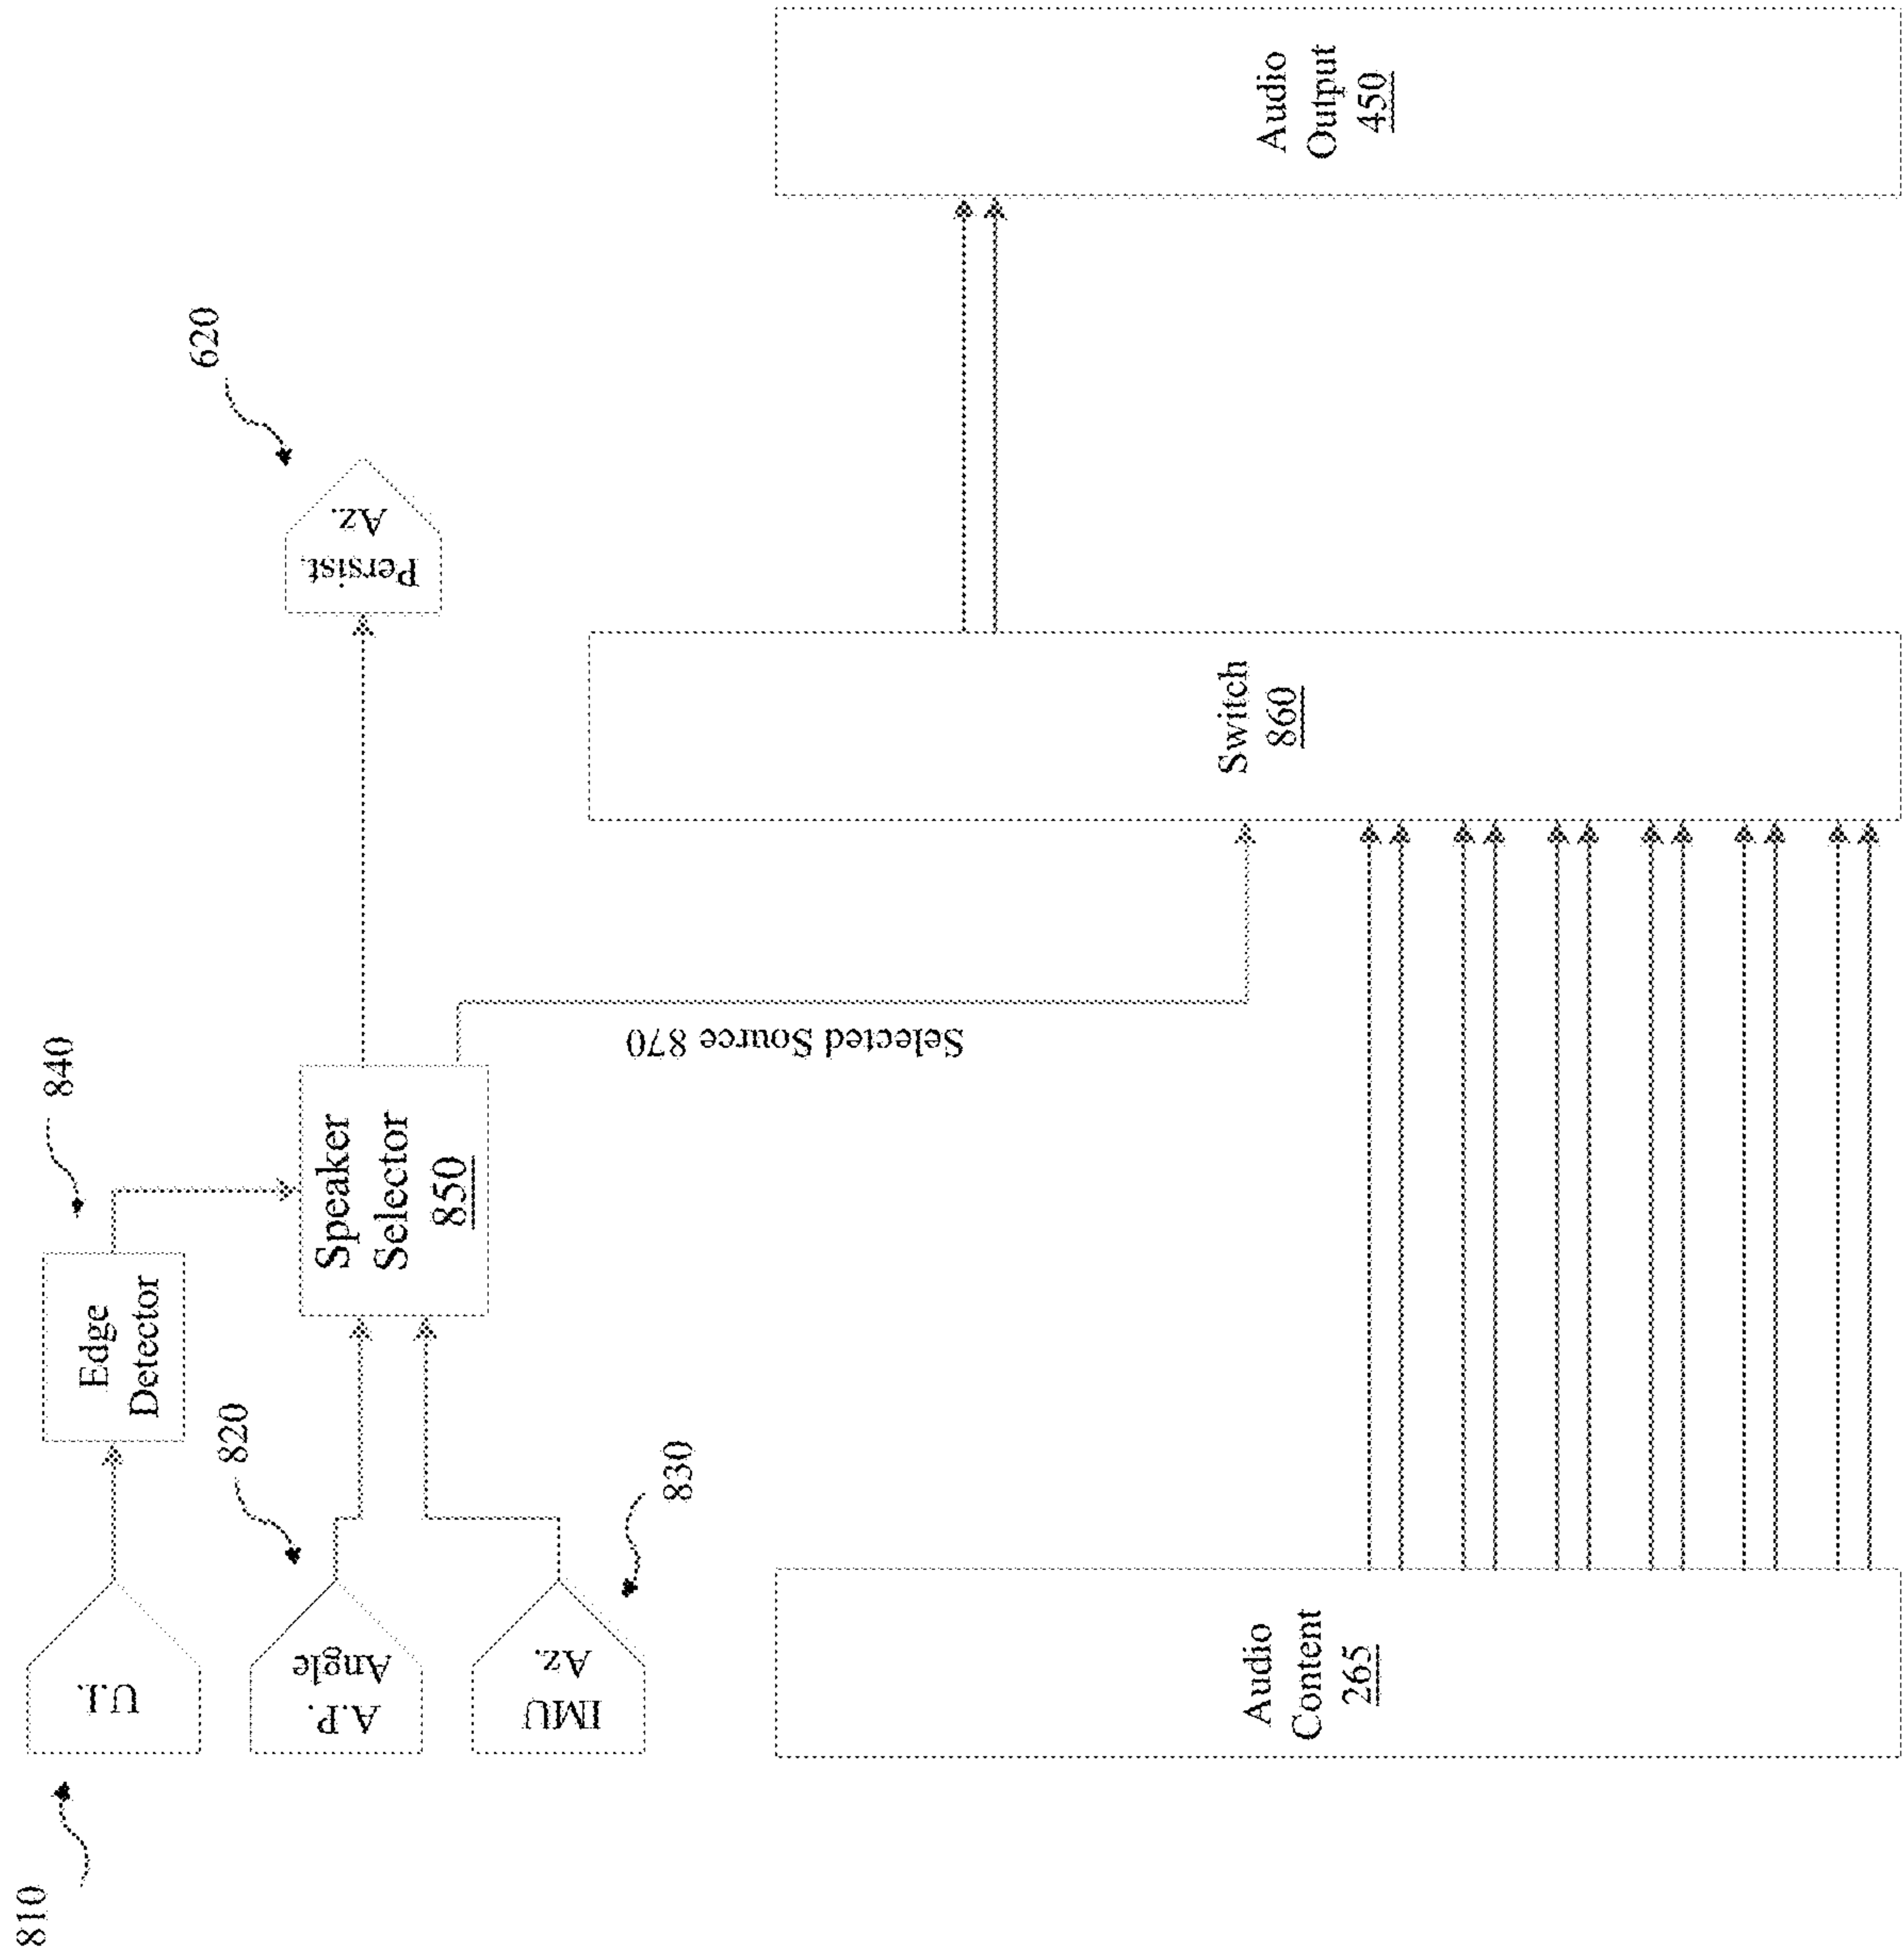 810
U.I.
Edge
Detector
840
820
A.P.
Angle
IMU
Az.
830
Speaker
Selector
850
Persist.
Az.
620
Selected Source 870
Switch
860
Audio
Content
265
Audio
Output
450